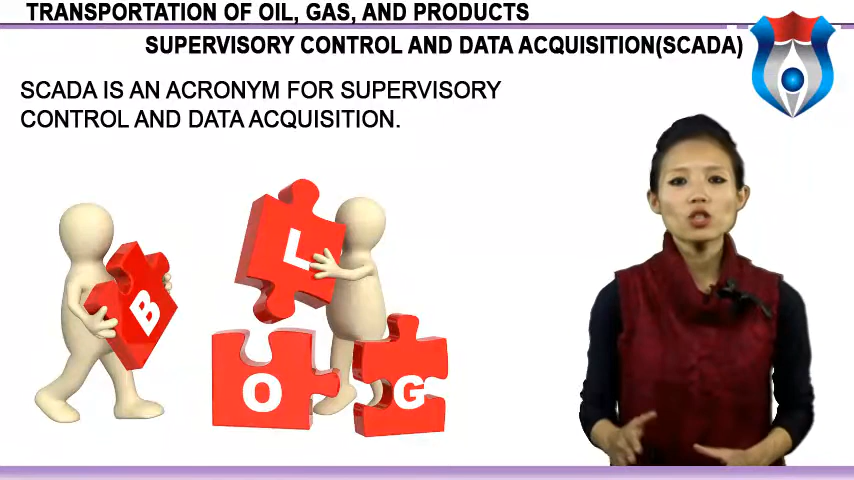 TRANSPORTATION OF OIL, GAS, AND PRODUCTS
SUPERVISORY CONTROL AND DATA ACQUISITION(SCADA)
SCADA IS AN ACRONYM FOR SUPERVISORY
CONTROL AND DATA ACQUISITION.
B
L
O
G